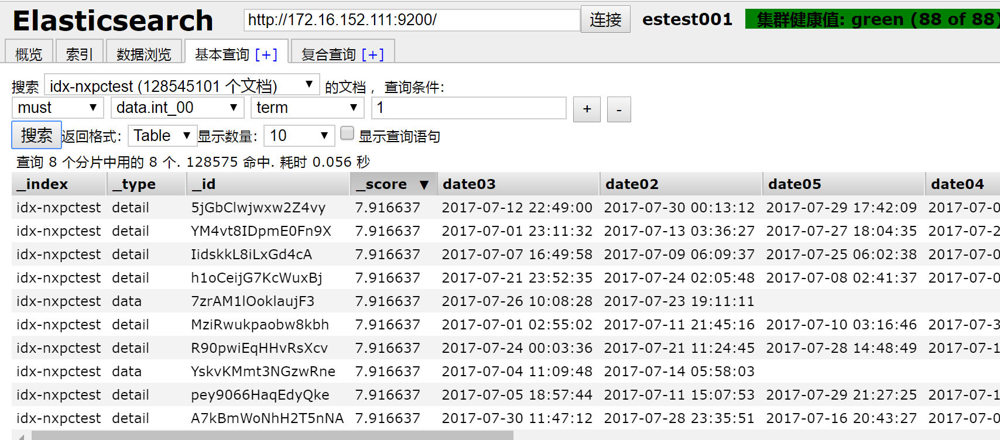 Elasticsearch http://172.16.152.111:9200/ 连接 estest001 集群健康值: green (88 of 88)
概览 索引 数据浏览 基本查询 [+] 复合查询 [+]
搜索 idx-nxpctest (128545101 个文档) 的文档， 查询条件：
must data.int_00 term 1 + -
搜索 返回格式： Table 显示数量： 10 显示查询语句
查询 8 个分片中用的 8 个. 128575 命中. 耗时 0.056 秒
_index _type _id _score ▼ date03 date02 date05 date04
idx-nxpctest detail 5jGbClwjwxw2Z4vy 7.916637 2017-07-12 22:49:00 2017-07-30 00:13:12 2017-07-29 17:42:09 2017-07-0
idx-nxpctest detail YM4vt8IDpmE0Fn9X 7.916637 2017-07-01 23:11:32 2017-07-13 03:36:27 2017-07-27 18:04:35 2017-07-2
idx-nxpctest detail IidskkL8iLxGd4cA 7.916637 2017-07-07 16:49:58 2017-07-09 06:09:37 2017-07-25 06:02:38 2017-07-0
idx-nxpctest detail h1oCeijG7KcWuxBj 7.916637 2017-07-21 23:52:35 2017-07-24 02:05:48 2017-07-08 02:41:37 2017-07-0
idx-nxpctest data 7zrAM1lOoklaujF3 7.916637 2017-07-26 10:08:28 2017-07-23 19:11:11
idx-nxpctest detail MziRwukpaobw8kbh 7.916637 2017-07-01 02:55:02 2017-07-11 21:45:16 2017-07-10 03:16:46 2017-07-3
idx-nxpctest detail R90pwiEqHHvRsXcv 7.916637 2017-07-24 00:03:36 2017-07-21 11:24:45 2017-07-28 14:48:49 2017-07-1
idx-nxpctest data YskvKMmt3NGzwRne 7.916637 2017-07-04 11:09:48 2017-07-14 05:58:03
idx-nxpctest detail pey9066HaqEdyQke 7.916637 2017-07-05 18:57:44 2017-07-11 15:07:53 2017-07-29 21:27:25 2017-07-1
idx-nxpctest detail A7kBmWoNhH2T5nNA 7.916637 2017-07-30 11:47:12 2017-07-28 23:35:51 2017-07-16 20:43:27 2017-07-0